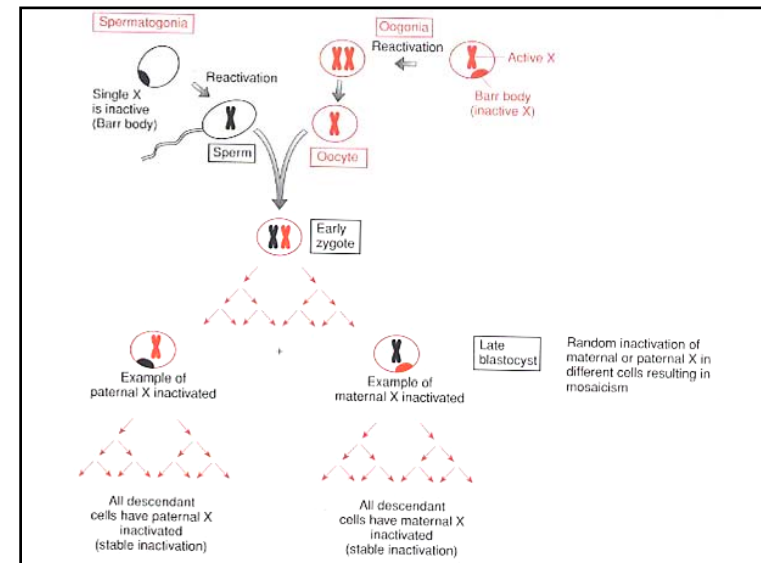 Spermatogonia
Single X
is inactive
(Barr body)
Reactivation
Sperm
Oogonia
Reactivation
Active X
Barr body
(inactive X)
Oocyte
Early
zygote
Example of
paternal X inactivated
+
Example of
maternal X inactivated
Late
blastocyst
Random inactivation of
maternal or paternal X in
different cells resulting in
mosaicism
All descendant
cells have paternal X
inactivated
(stable inactivation)
All descendant
cells have maternal X
inactivated
(stable inactivation)